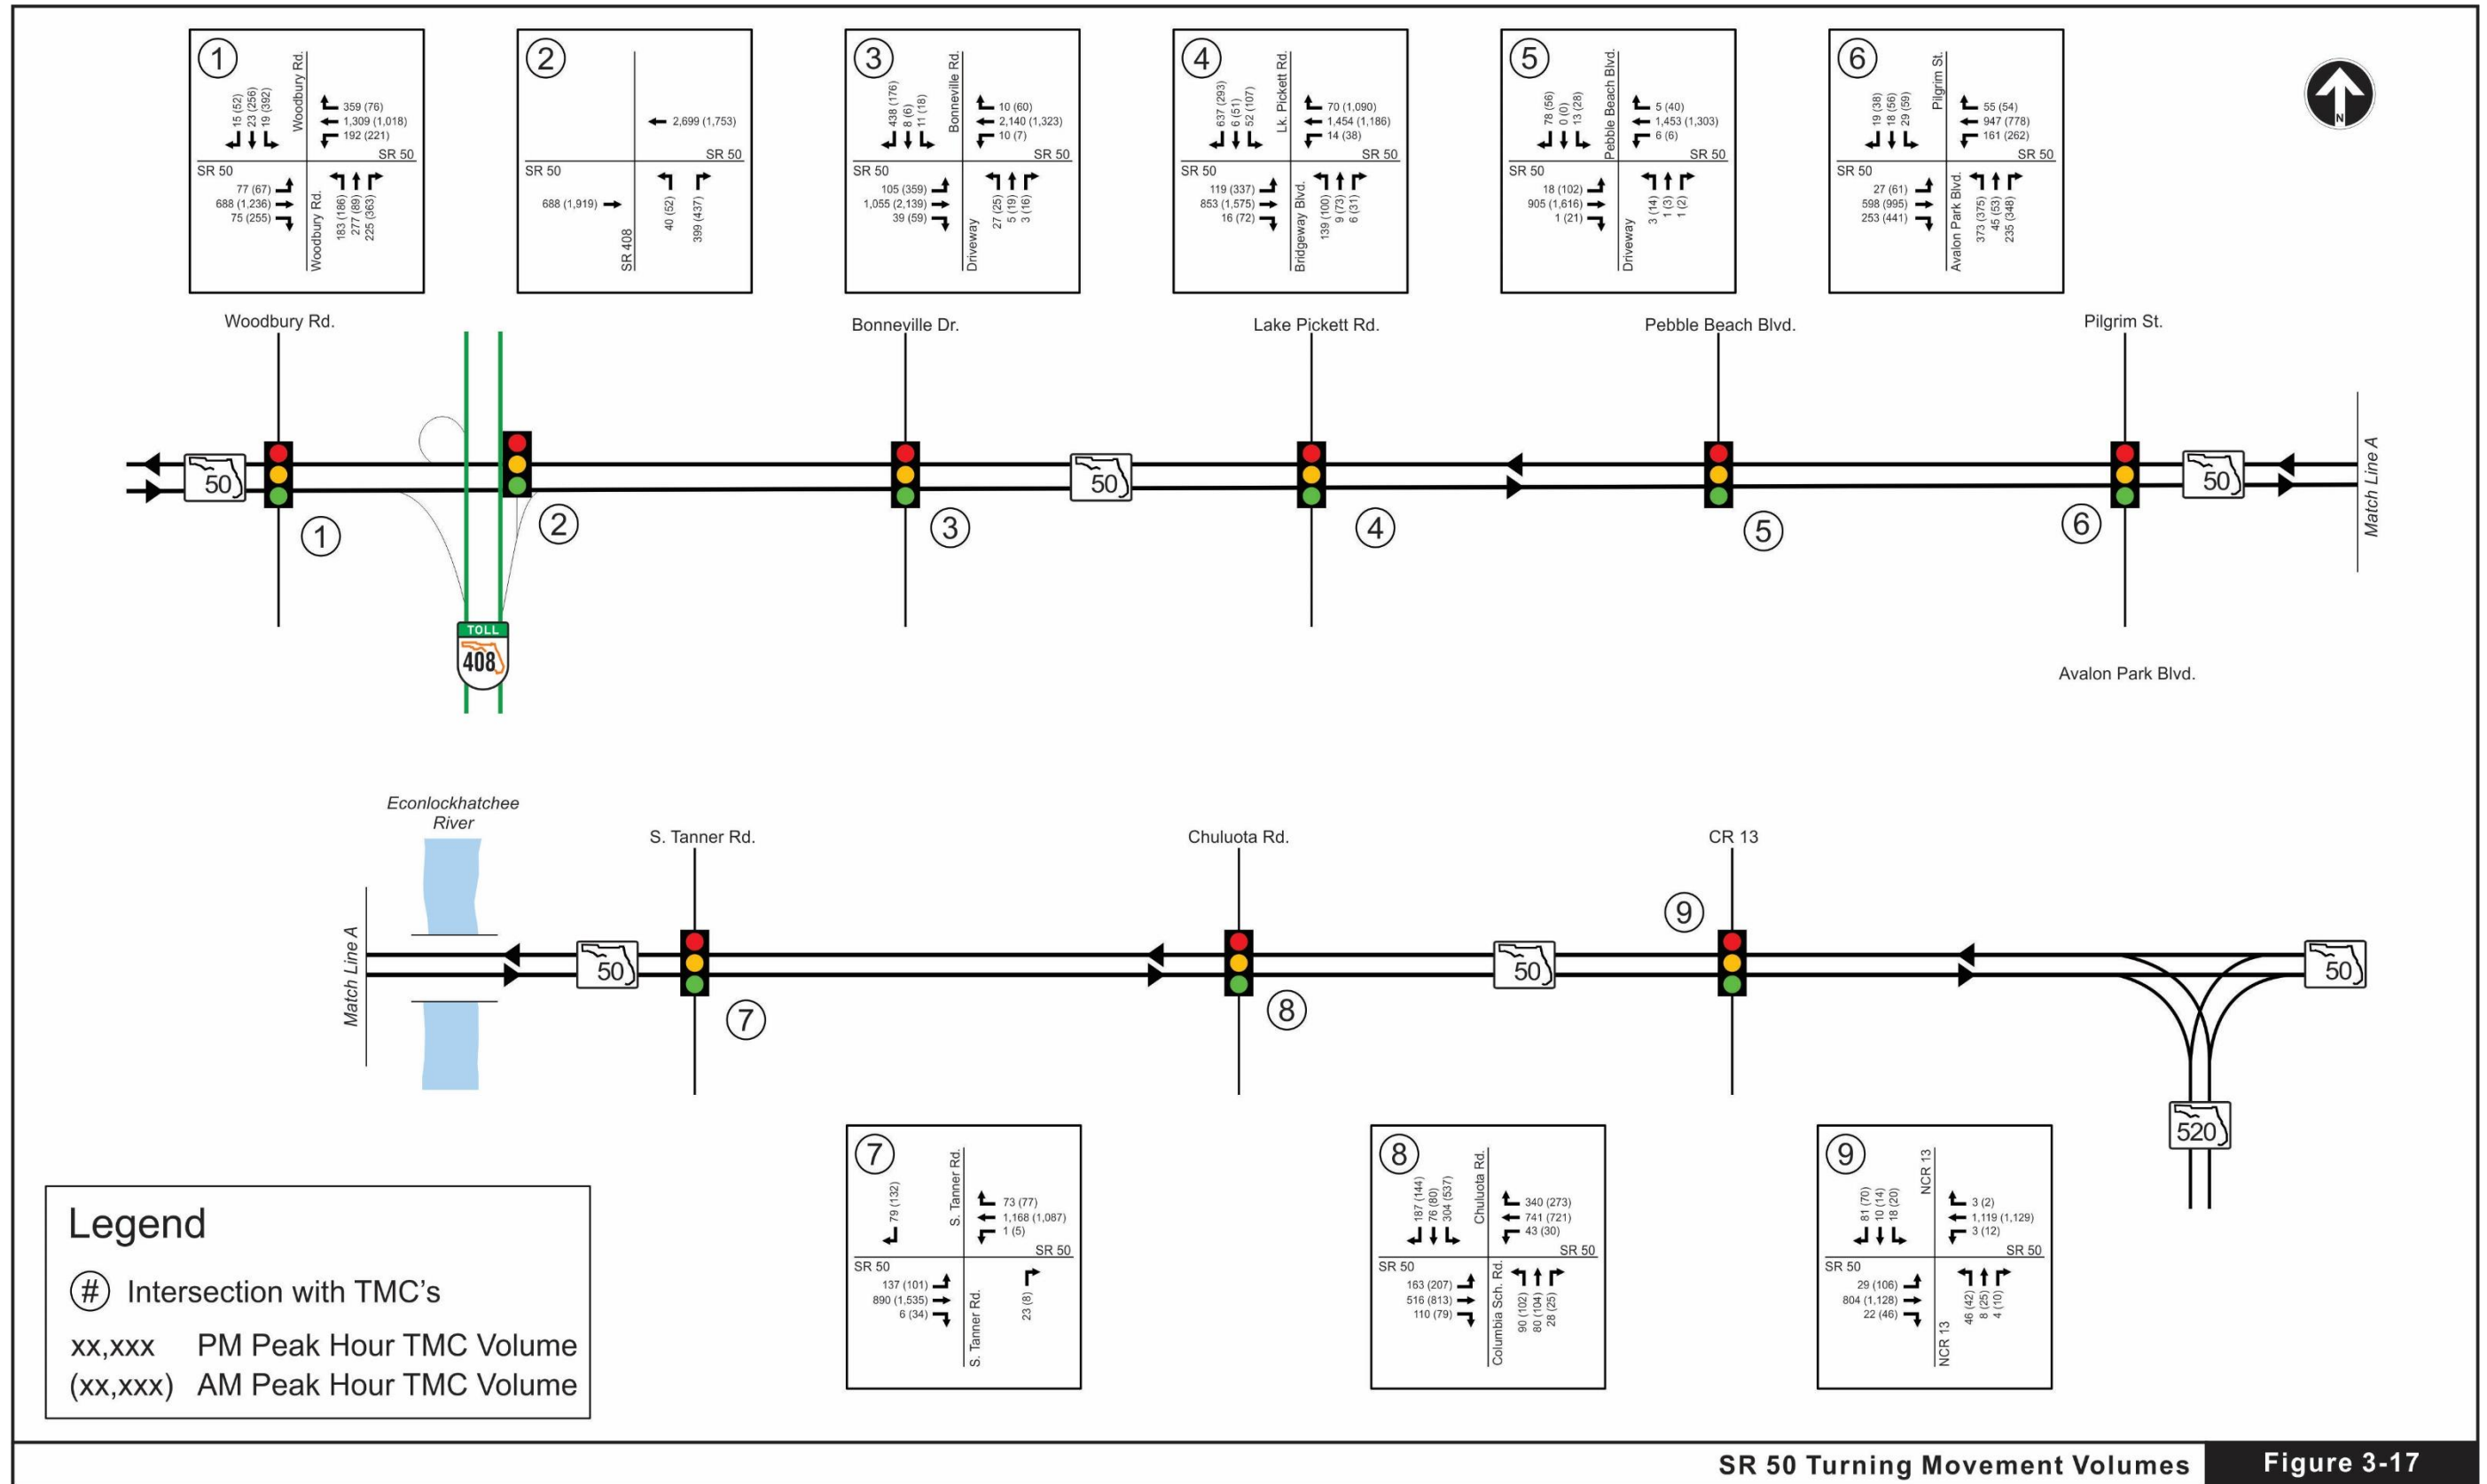 1
Woodbury Rd.
15 (52)
23 (256)
19 (392)
359 (76)
1,309 (1,018)
192 (221)
SR 50
SR 50
77 (67)
688 (1,236)
75 (255)
Woodbury Rd.
183 (186)
277 (89)
225 (363)
2
2,699 (1,753)
SR 50
SR 50
688 (1,919)
SR 408
40 (52)
399 (437)
3
Bonneville Rd.
438 (176)
8 (6)
11 (18)
10 (60)
2,140 (1,323)
10 (7)
SR 50
SR 50
105 (359)
1,055 (2,139)
39 (59)
Driveway
27 (25)
5 (19)
3 (16)
4
Lk. Pickett Rd.
637 (293)
6 (51)
52 (107)
70 (1,090)
1,454 (1,186)
14 (38)
SR 50
SR 50
119 (337)
853 (1,575)
16 (72)
Bridgeway Blvd.
139 (100)
9 (73)
6 (31)
5
Pebble Beach Blvd.
78 (56)
0 (0)
13 (28)
5 (40)
1,453 (1,303)
6 (6)
SR 50
SR 50
18 (102)
905 (1,616)
1 (21)
Driveway
3 (14)
1 (3)
1 (2)
6
Pilgrim St.
19 (38)
18 (56)
29 (59)
55 (54)
947 (778)
161 (262)
SR 50
SR 50
27 (61)
598 (995)
253 (441)
Avalon Park Blvd.
373 (375)
45 (53)
235 (348)
N
Woodbury Rd.
Bonneville Dr.
Lake Pickett Rd.
Pebble Beach Blvd.
Pilgrim St.
50
50
50
Match Line A
1
2
3
4
5
6
TOLL
408
Avalon Park Blvd.
Econlockhatchee
River
S. Tanner Rd.
Chuluota Rd.
CR 13
9
Match Line A
50
50
50
7
8
520
7
S. Tanner Rd.
79 (132)
73 (77)
1,168 (1,087)
1 (5)
SR 50
SR 50
137 (101)
890 (1,535)
6 (34)
S. Tanner Rd.
23 (8)
8
Chuluota Rd.
187 (144)
76 (80)
304 (537)
340 (273)
741 (721)
43 (30)
SR 50
SR 50
163 (207)
516 (813)
110 (79)
Columbia Sch. Rd.
90 (102)
80 (104)
28 (25)
9
NCR 13
81 (70)
10 (14)
18 (20)
3 (2)
1,119 (1,129)
3 (12)
SR 50
SR 50
29 (106)
804 (1,128)
22 (46)
NCR 13
46 (42)
8 (25)
4 (10)
Legend
# Intersection with TMC's
xx,xxx PM Peak Hour TMC Volume
(xx,xxx) AM Peak Hour TMC Volume
SR 50 Turning Movement Volumes
Figure 3-17